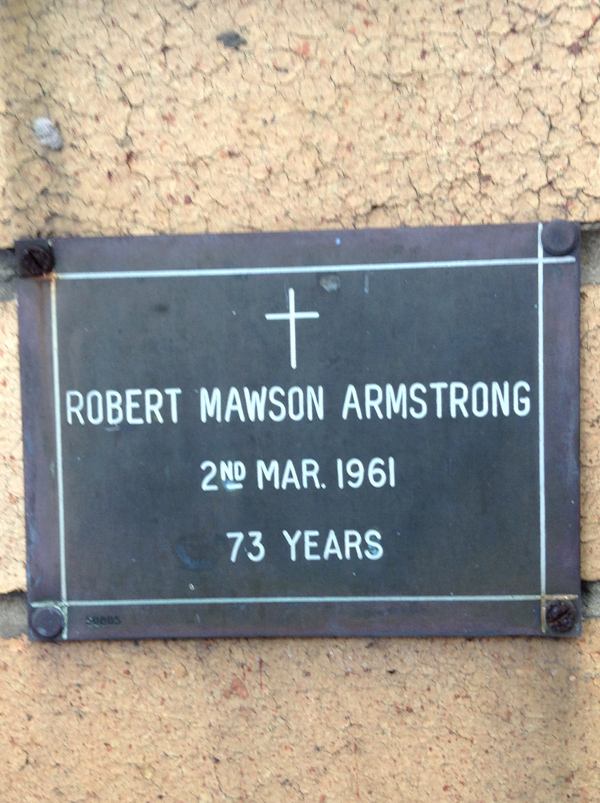 ROBERT MAWSON ARMSTRONG
2ND MAR. 1961
73 YEARS